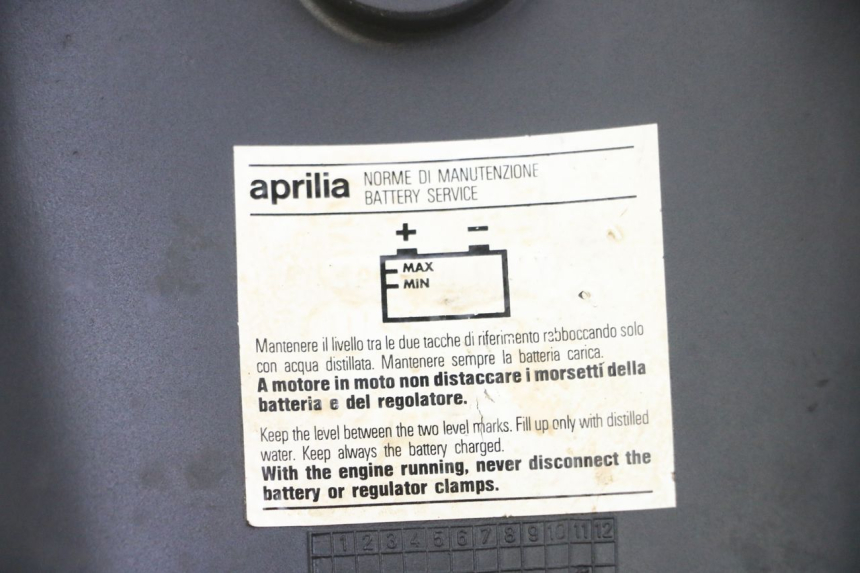 aprilia NORME DI MANUTENZIONE
BATTERY SERVICE
+ −
MAX
MIN
Mantenere il livello tra le due tacche di riferimento rabboccando solo
con acqua distillata. Mantenere sempre la batteria carica.
A motore in moto non distaccare i morsetti della
batteria e del regolatore.
Keep the level between the two level marks. Fill up only with distilled
water. Keep always the battery charged.
With the engine running, never disconnect the
battery or regulator clamps.
1 2 3 4 5 6 7 8 9 10 11 12